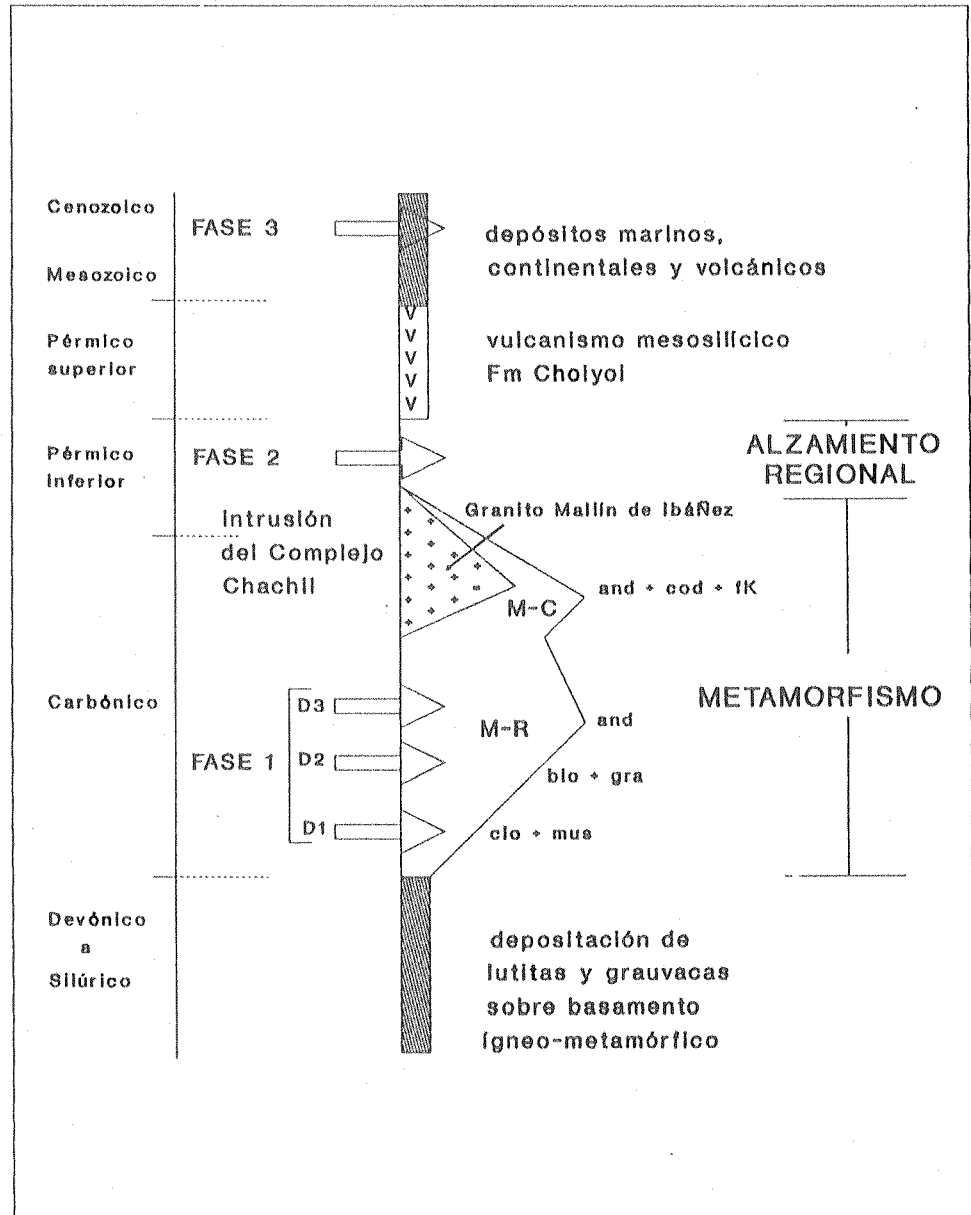 Cenozoico
FASE 3
depósitos marinos,
continentales y volcánicos
Mesozoico
V
V
V
V
V
Pérmico
superior
vulcanismo mesosilícico
Fm Choiyoi
Pérmico
Inferior
FASE 2
ALZAMIENTO
REGIONAL
Intrusión
del Complejo
Chachil
Granito Mallín de IbáÑez
M-C
and + cod + fK
METAMORFISMO
Carbónico
FASE 1
D3
D2
D1
M-R
and
bio + gra
clo + mus
Devónico
a
Silúrico
depositación de
lutitas y grauvacas
sobre basamento
ígneo-metamórfico